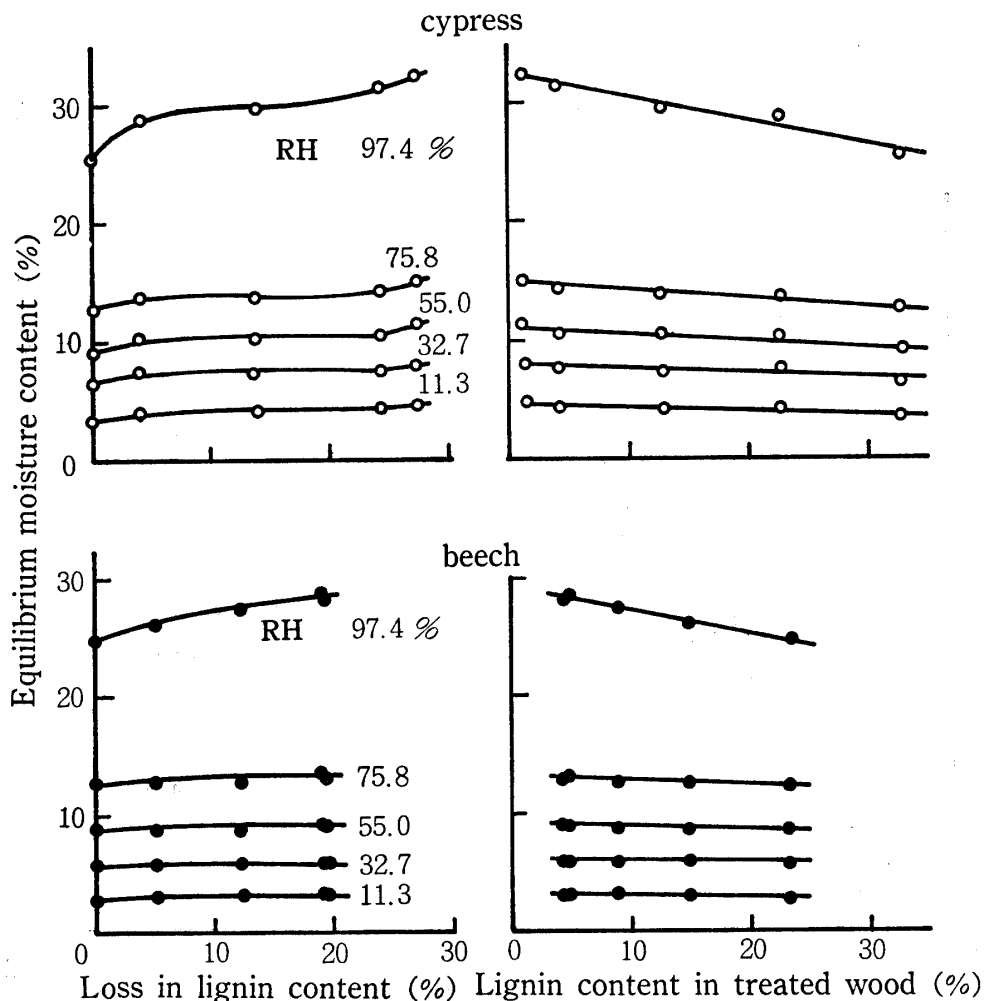 cypress
30
20
10
0
RH 97.4 %
75.8
55.0
32.7
11.3
Equilibrium moisture content (%)
beech
30
20
10
RH 97.4 %
75.8
55.0
32.7
11.3
0 10 20 30
0 10 20 30
Loss in lignin content (%) Lignin content in treated wood (%)